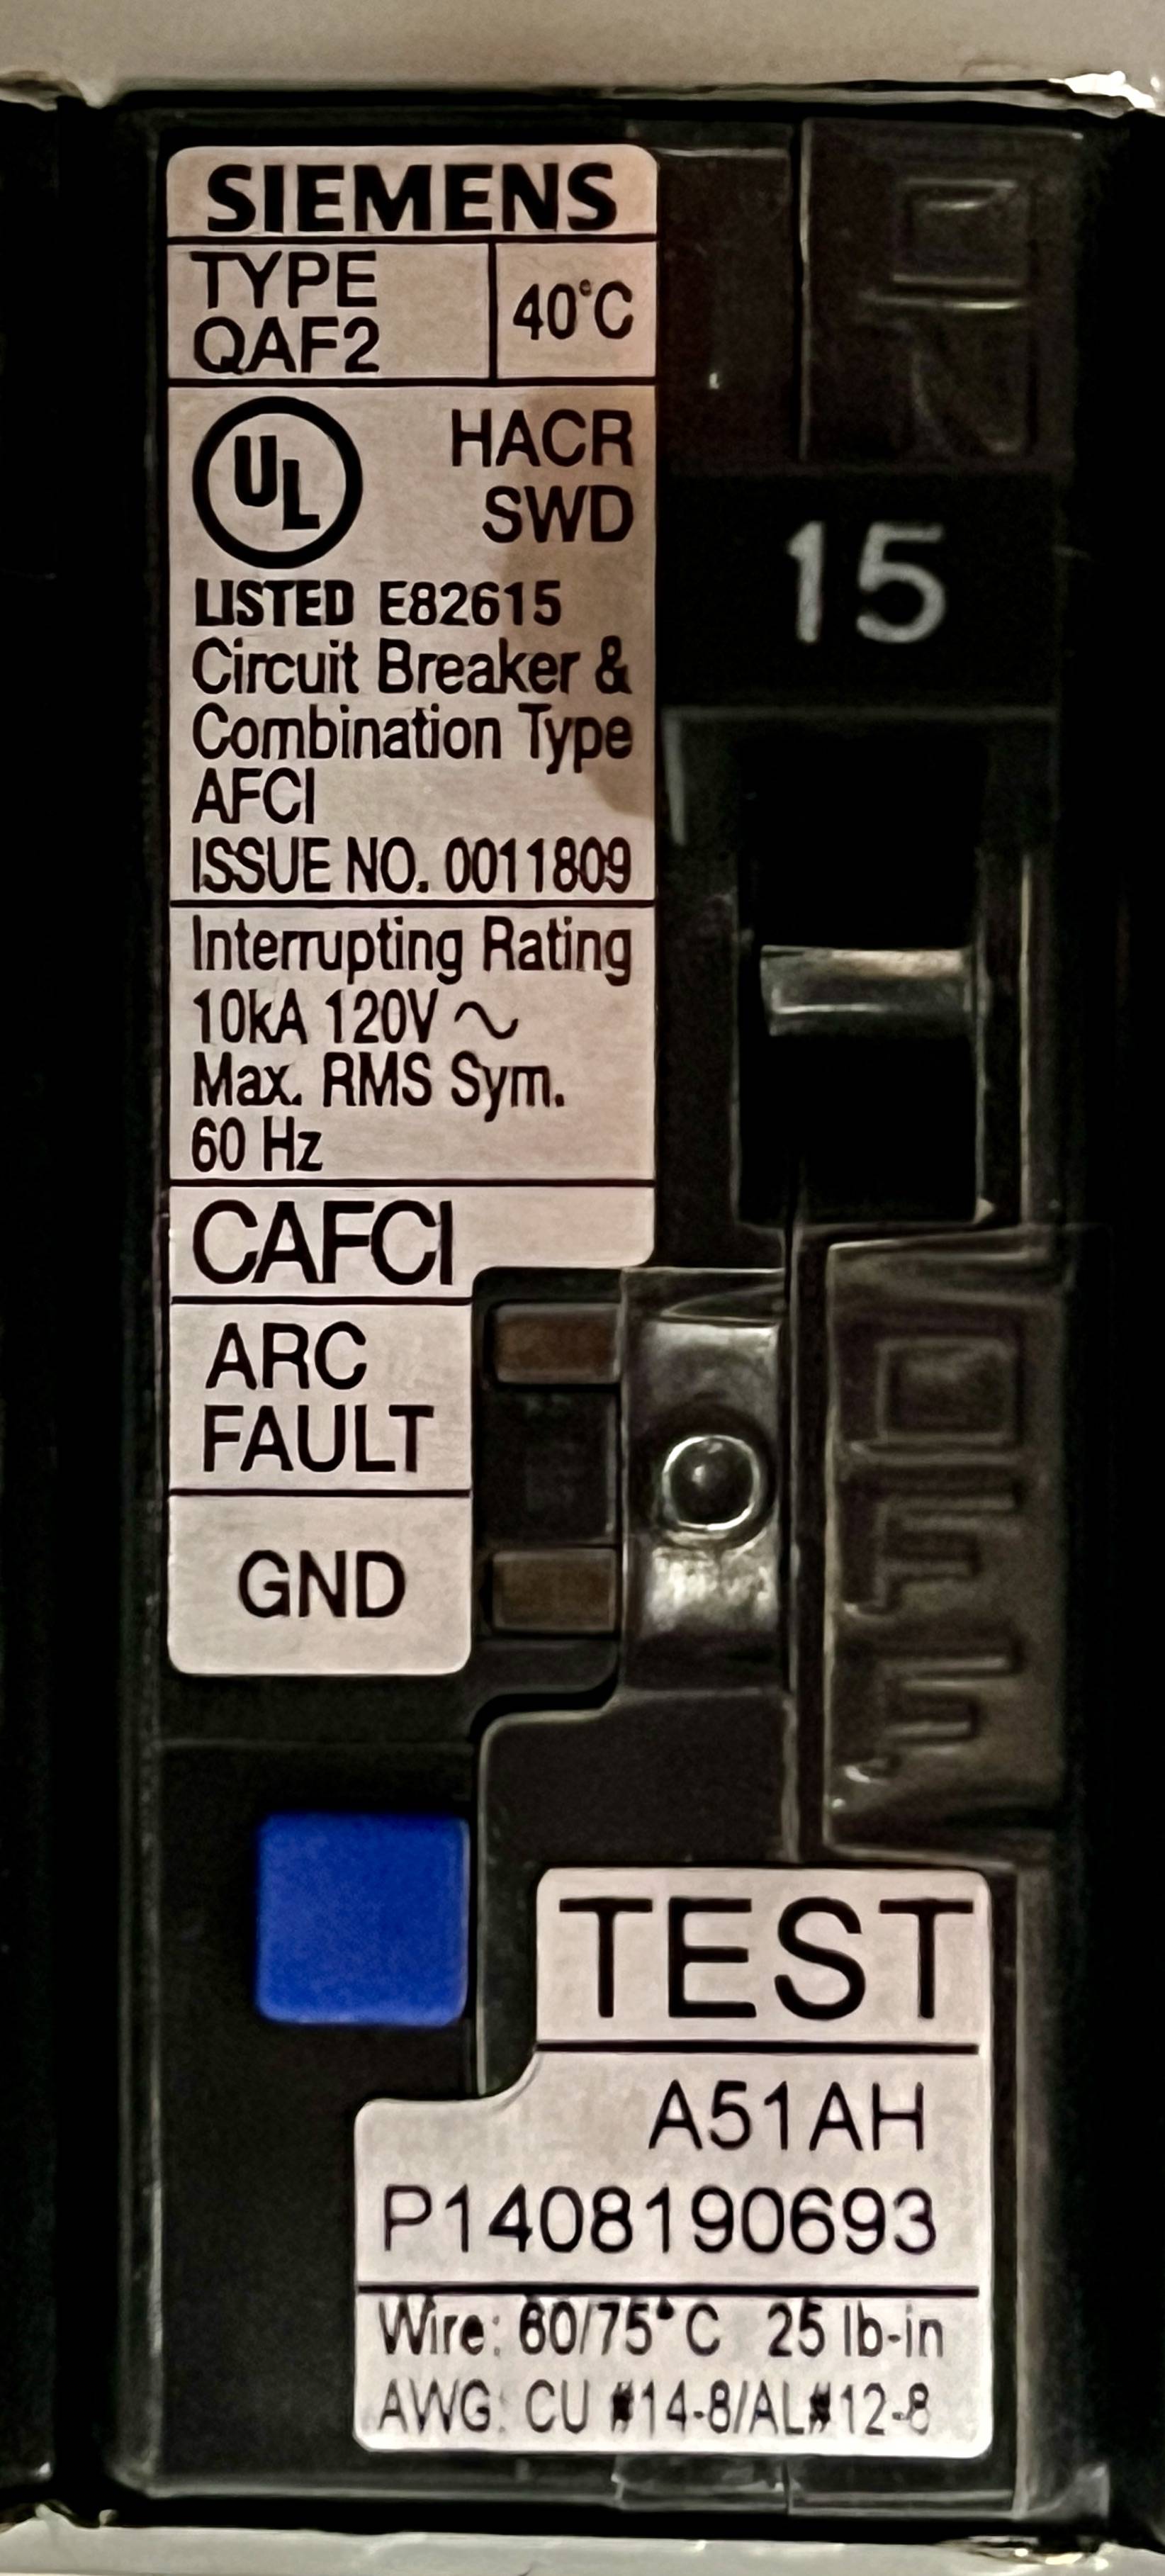 SIEMENS
TYPE
QAF2
40°C
UL
HACR
SWD
LISTED E82615
Circuit Breaker &
Combination Type
AFCI
ISSUE NO. 0011809
Interrupting Rating
10kA 120V ~
Max. RMS Sym.
60 Hz
CAFCI
ARC
FAULT
GND
ON
15
OFF
TEST
A51AH
P1408190693
Wire: 60/75°C 25 lb-in
AWG: CU #14-8/AL#12-8